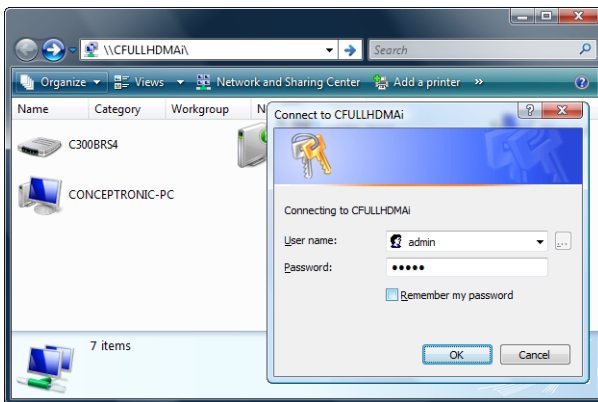 \\CFULLHDMAi\
Search
Organize Views Network and Sharing Center Add a printer »
Name Category Workgroup N
C300BRS4
CONCEPTRONIC-PC
7 items
Connect to CFULLHDMAi
Connecting to CFULLHDMAi
User name: admin
Password: •••••
Remember my password
OK Cancel